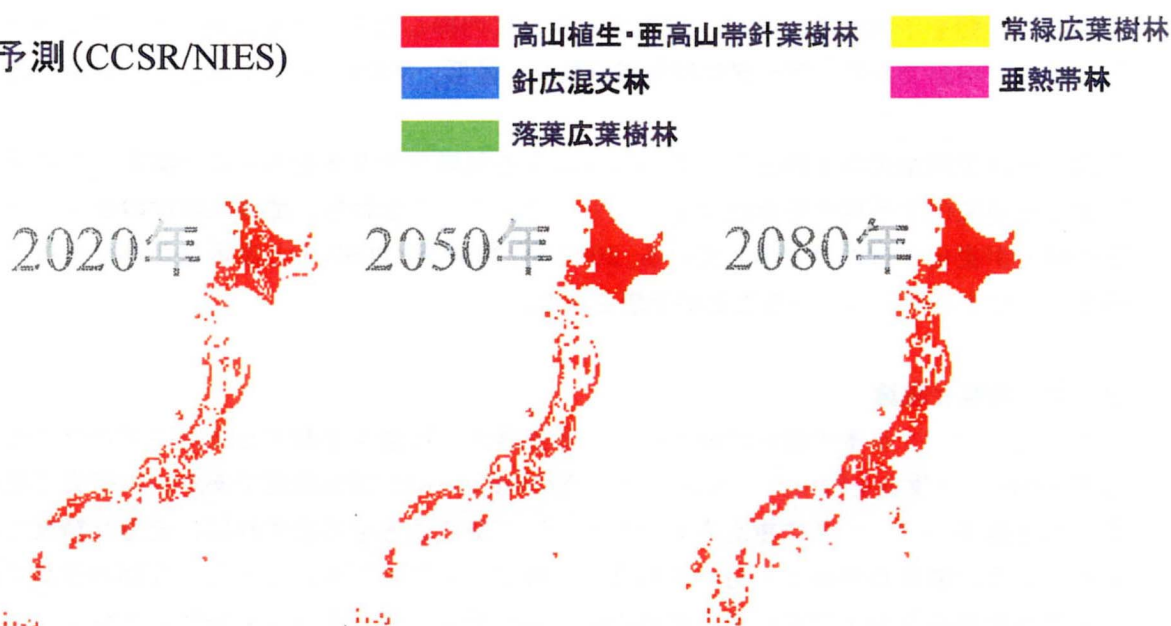 予測(CCSR/NIES)
高山植生・亜高山帯針葉樹林
針広混交林
落葉広葉樹林
常緑広葉樹林
亜熱帯林
2020年
2050年
2080年